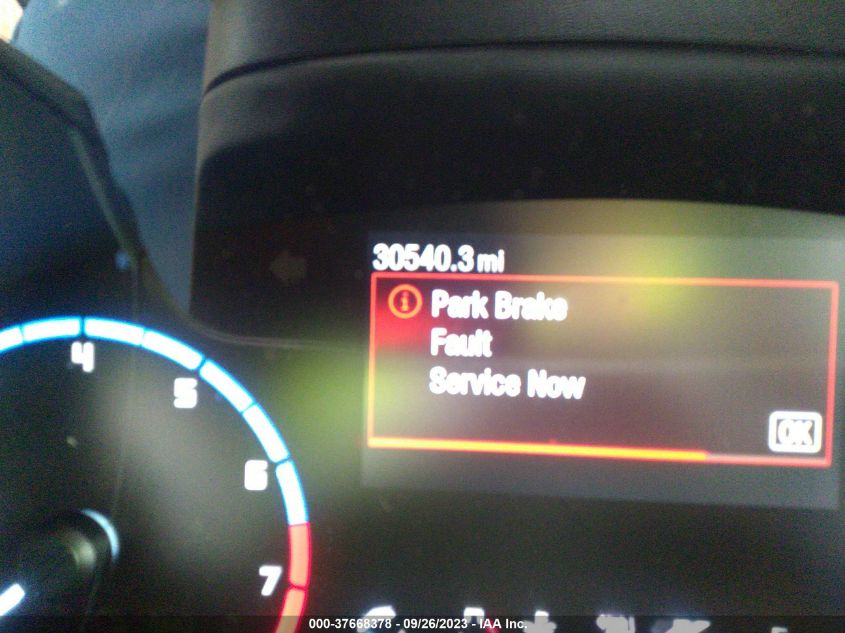 30540.3 mi
Park Brake
Fault
Service Now
OK
4
5
6
7
000-37668378 - 09/26/2023 - IAA Inc.